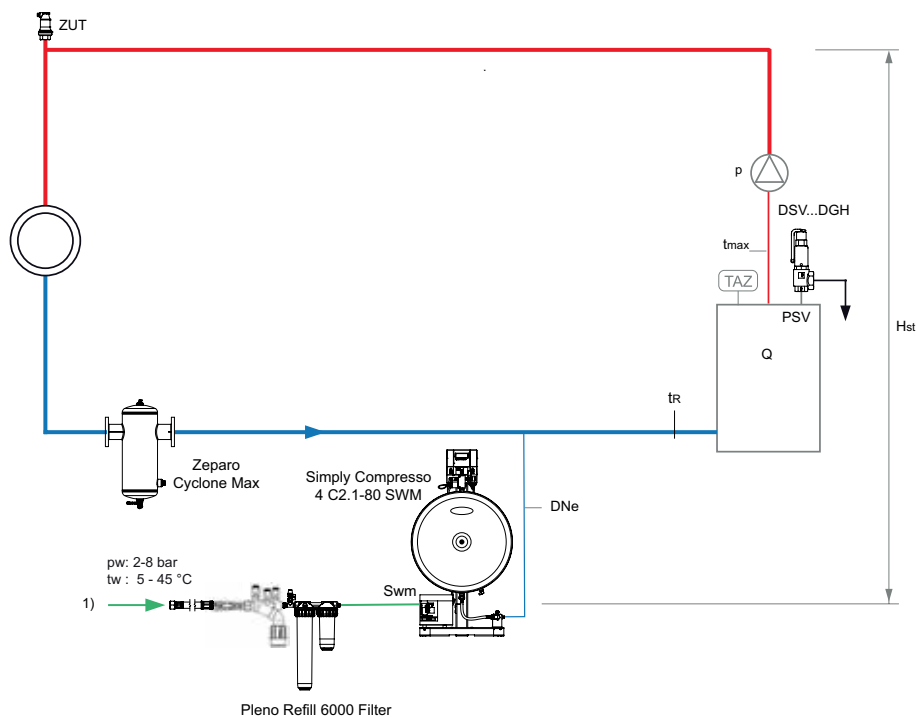 ZUT
p
DSV...DGH
tmax
TAZ
PSV
Q
Hst
tR
Zeparo
Cyclone Max
Simply Compresso
4 C2.1-80 SWM
DNe
pw: 2-8 bar
tw : 5 - 45 °C
Swm
1)
Pleno Refill 6000 Filter